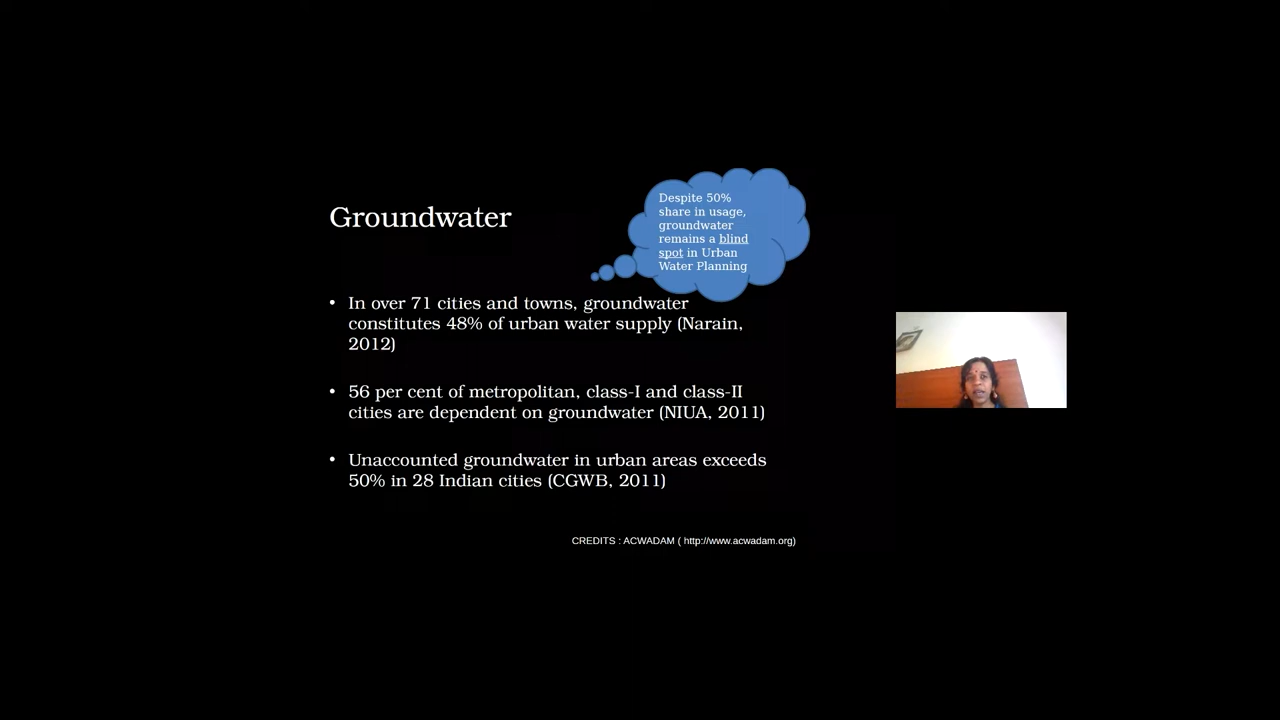 Groundwater
Despite 50%
share in usage,
groundwater
remains a blind
spot in Urban
Water Planning
• In over 71 cities and towns, groundwater
constitutes 48% of urban water supply (Narain,
2012)
• 56 per cent of metropolitan, class-I and class-II
cities are dependent on groundwater (NIUA, 2011)
• Unaccounted groundwater in urban areas exceeds
50% in 28 Indian cities (CGWB, 2011)
CREDITS : ACWADAM ( http://www.acwadam.org)